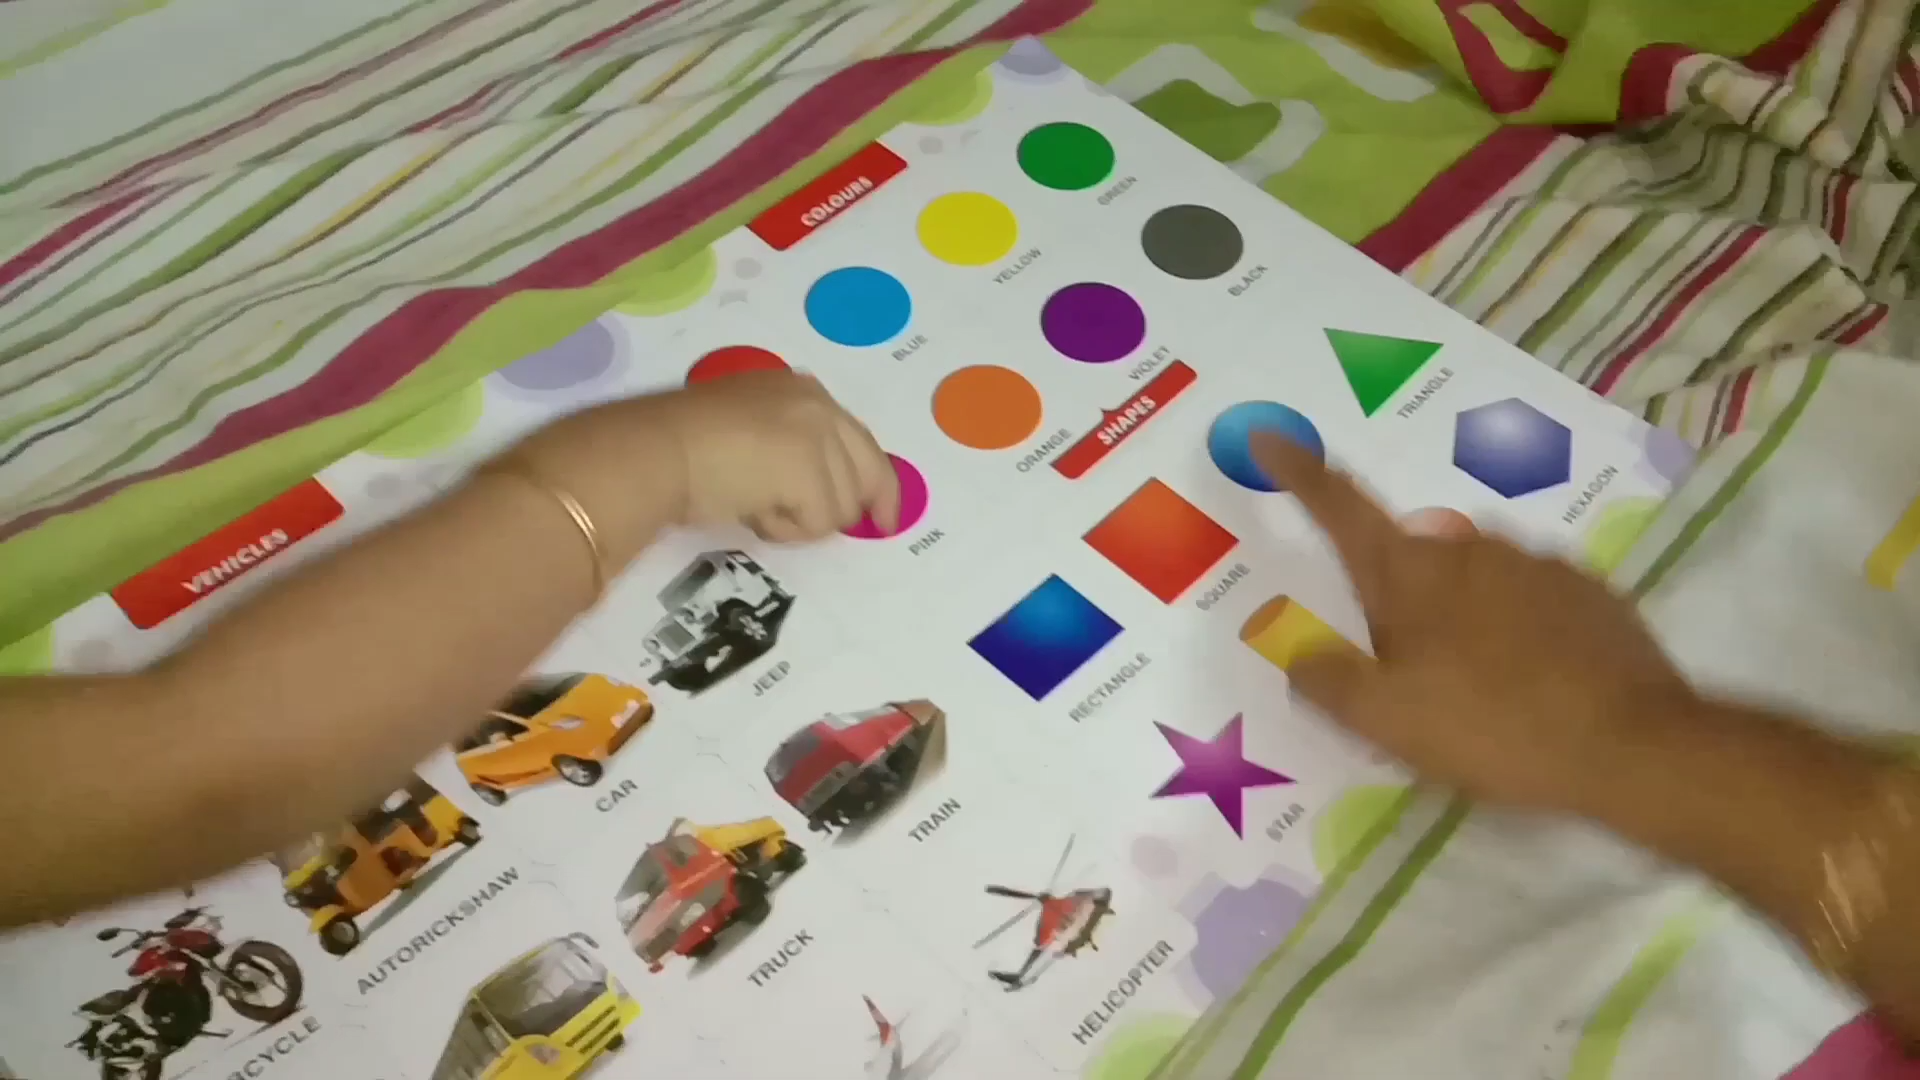 COLOURS
GREEN
YELLOW
BLUE
BLACK
VIOLET
ORANGE
PINK
SHAPES
TRIANGLE
HEXAGON
SQUARE
RECTANGLE
STAR
VEHICLES
JEEP
CAR
AUTORICKSHAW
TRAIN
TRUCK
HELICOPTER